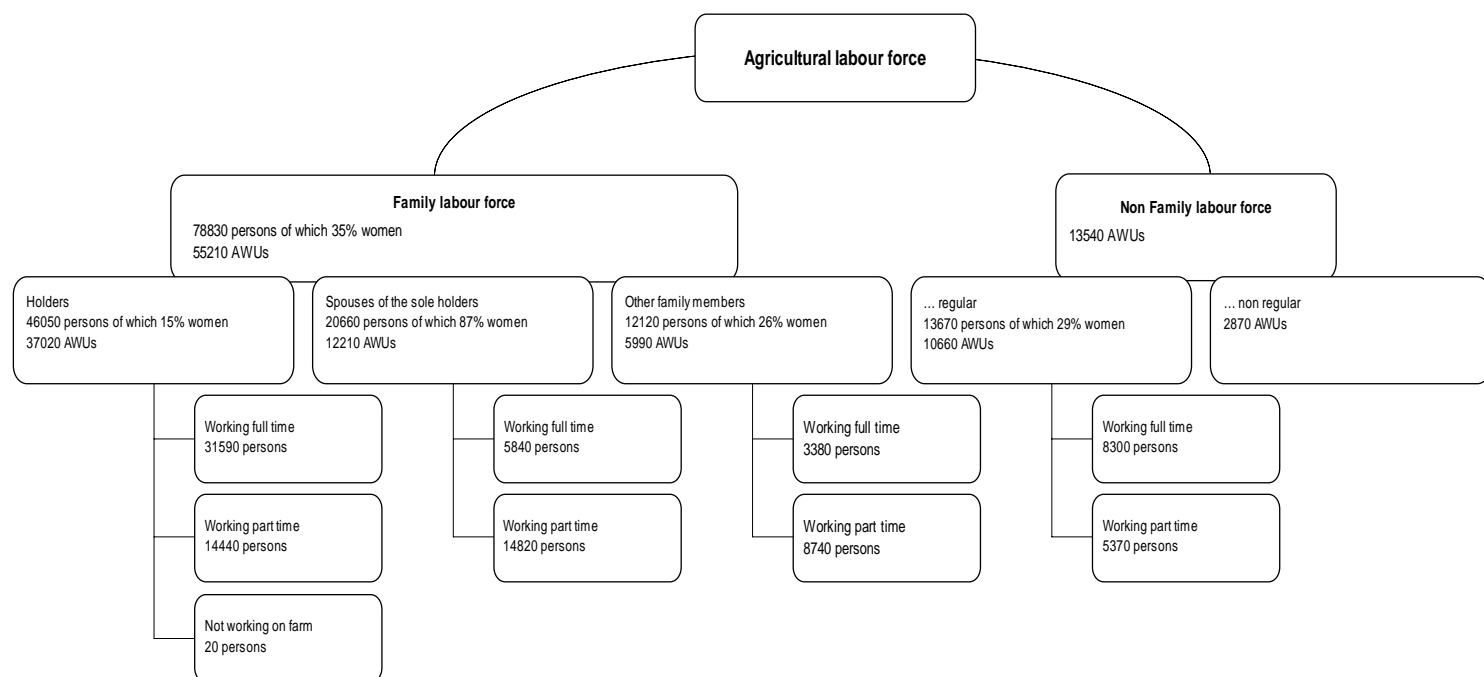 Agricultural labour force
Family labour force
78830 persons of which 35% women
55210 AWUs
Non Family labour force
13540 AWUs
Holders
46050 persons of which 15% women
37020 AWUs
Spouses of the sole holders
20660 persons of which 87% women
12210 AWUs
Other family members
12120 persons of which 26% women
5990 AWUs
... regular
13670 persons of which 29% women
10660 AWUs
... non regular
2870 AWUs
Working full time
31590 persons
Working full time
5840 persons
Working full time
3380 persons
Working full time
8300 persons
Working part time
14440 persons
Working part time
14820 persons
Working part time
8740 persons
Working part time
5370 persons
Not working on farm
20 persons